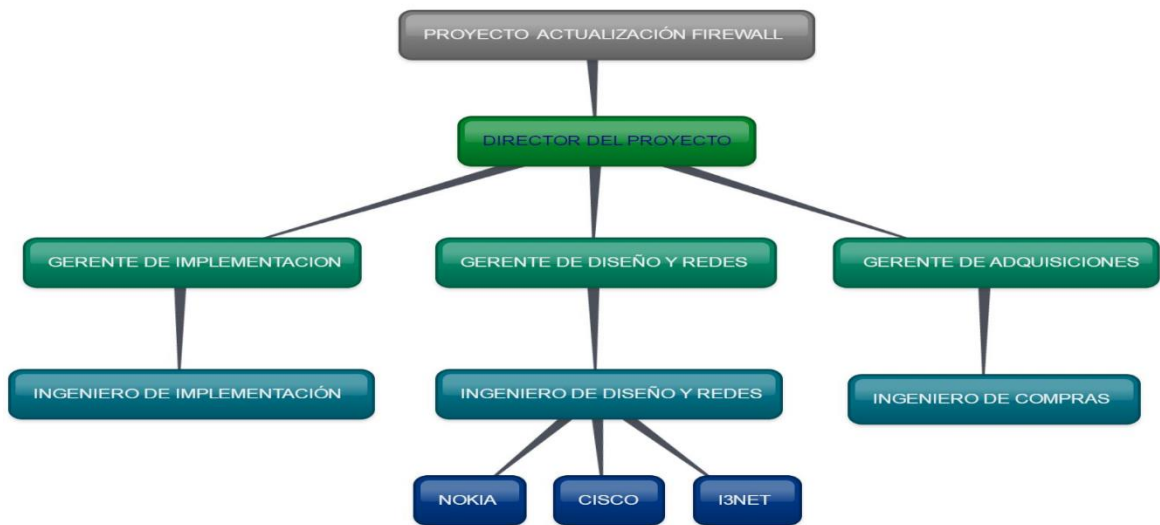 PROYECTO ACTUALIZACIÓN FIREWALL
DIRECTOR DEL PROYECTO
GERENTE DE IMPLEMENTACION
GERENTE DE DISEÑO Y REDES
GERENTE DE ADQUISICIONES
INGENIERO DE IMPLEMENTACIÓN
INGENIERO DE DISEÑO Y REDES
INGENIERO DE COMPRAS
NOKIA
CISCO
I3NET